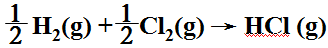 ½ H₂(g) + ½ Cl₂(g) → HCl (g)